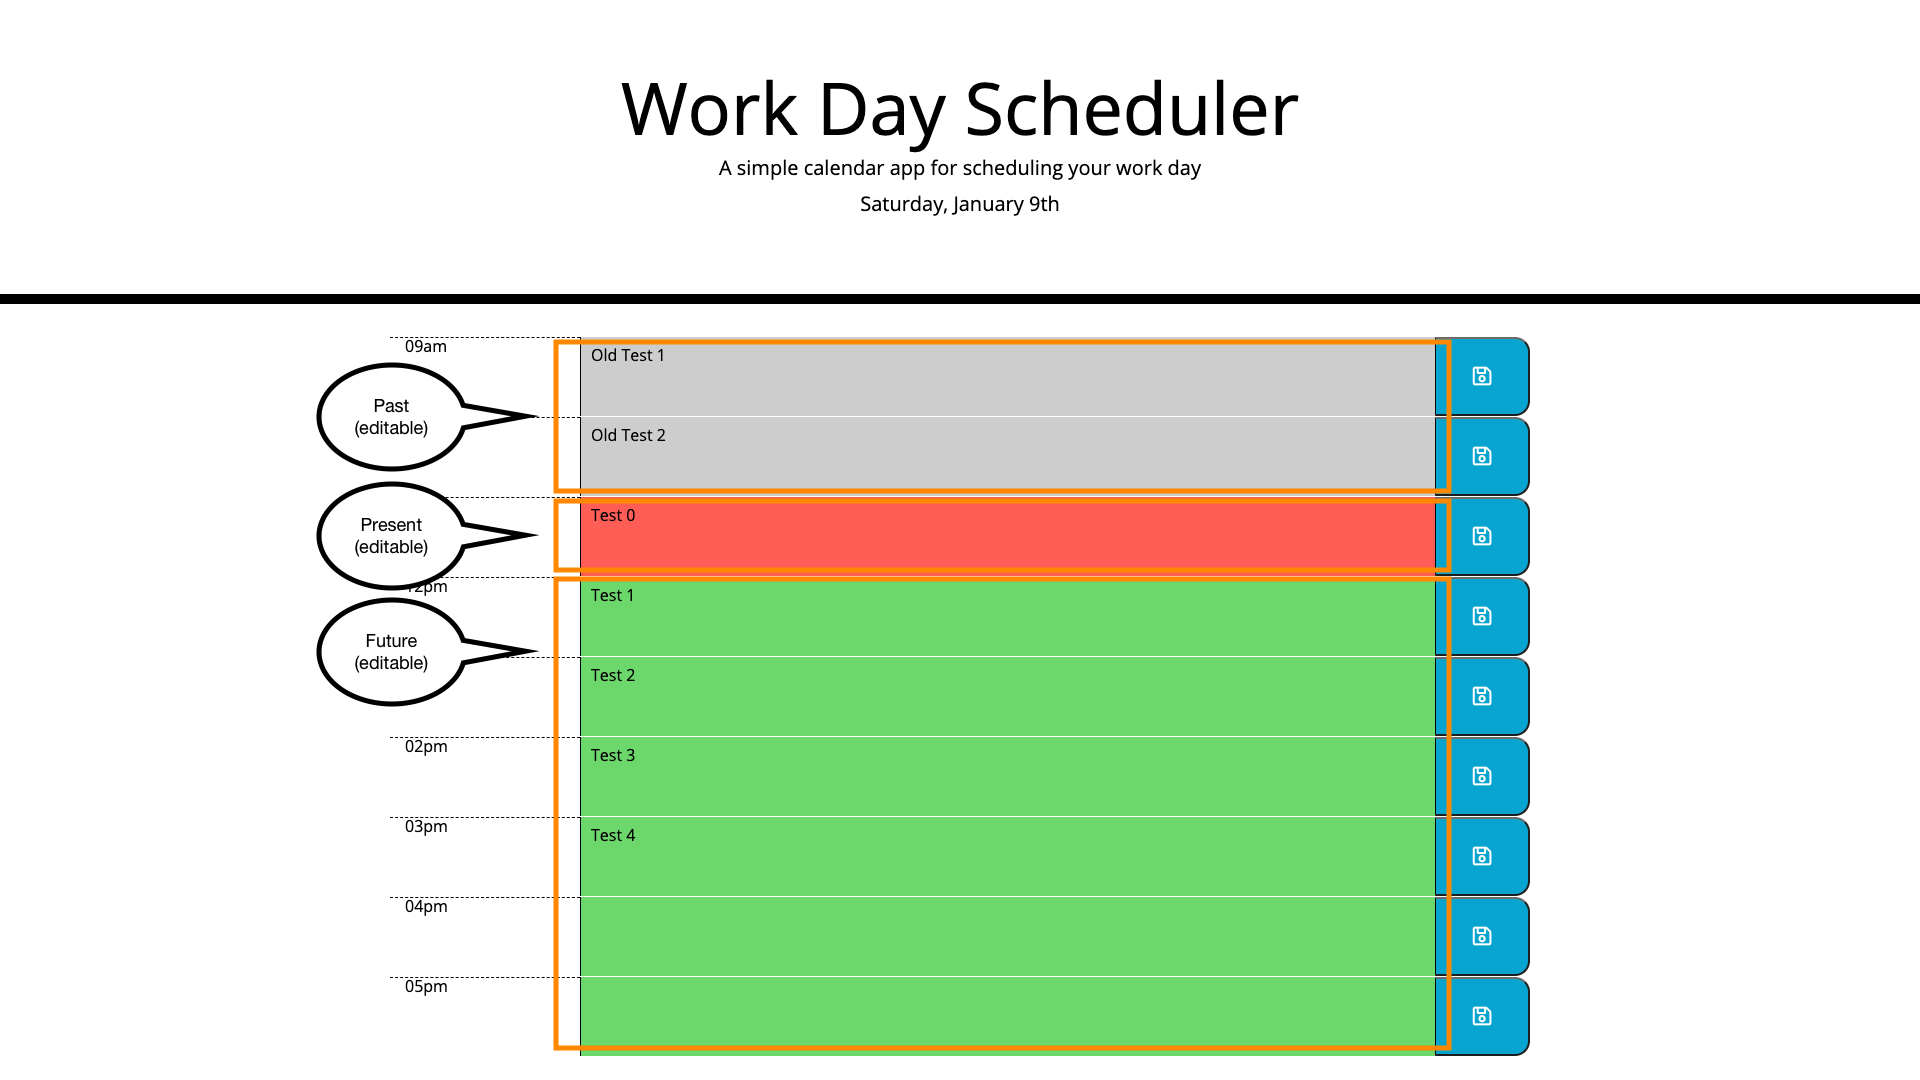 Work Day Scheduler
A simple calendar app for scheduling your work day
Saturday, January 9th
09am
Old Test 1
Past
(editable)
Old Test 2
Test 0
Present
(editable)
Test 1
Future
(editable)
Test 2
02pm
Test 3
03pm
Test 4
04pm
05pm